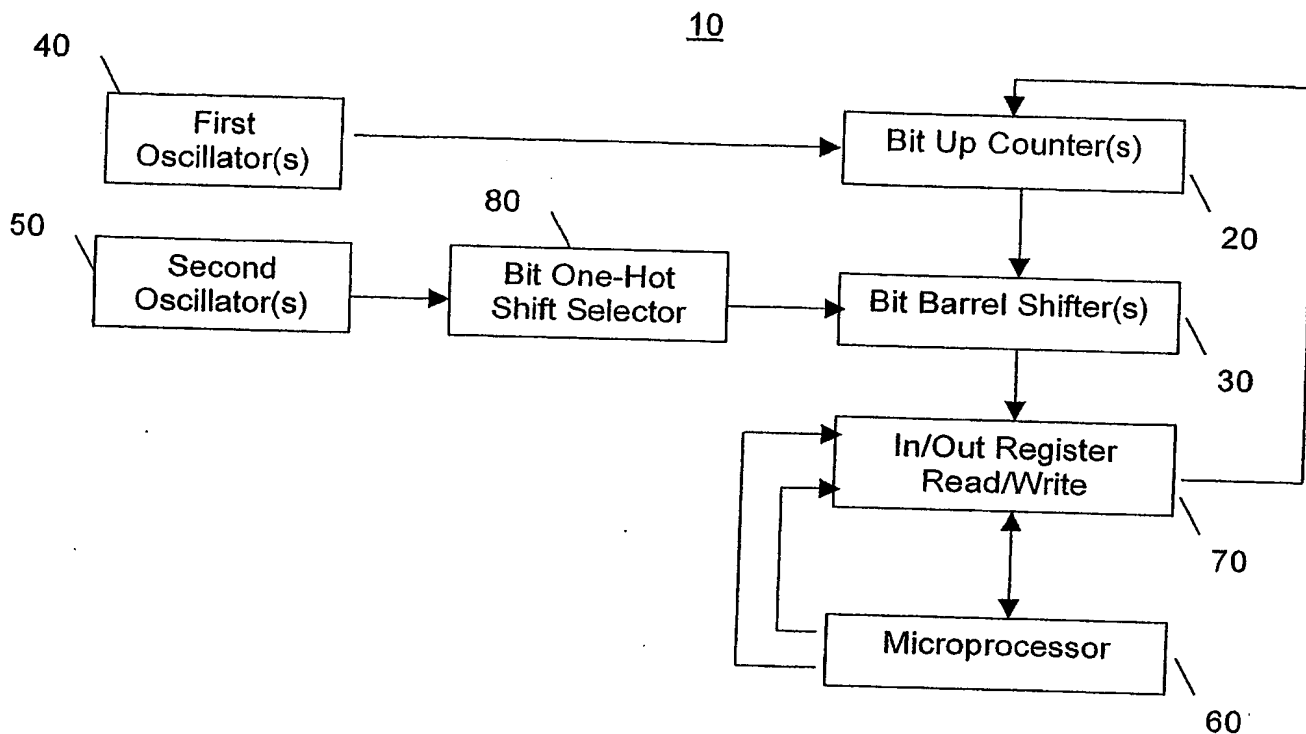 10
40
First
Oscillator(s)
Bit Up Counter(s)
20
50
Second
Oscillator(s)
80
Bit One-Hot
Shift Selector
Bit Barrel Shifter(s)
30
In/Out Register
Read/Write
70
Microprocessor
60